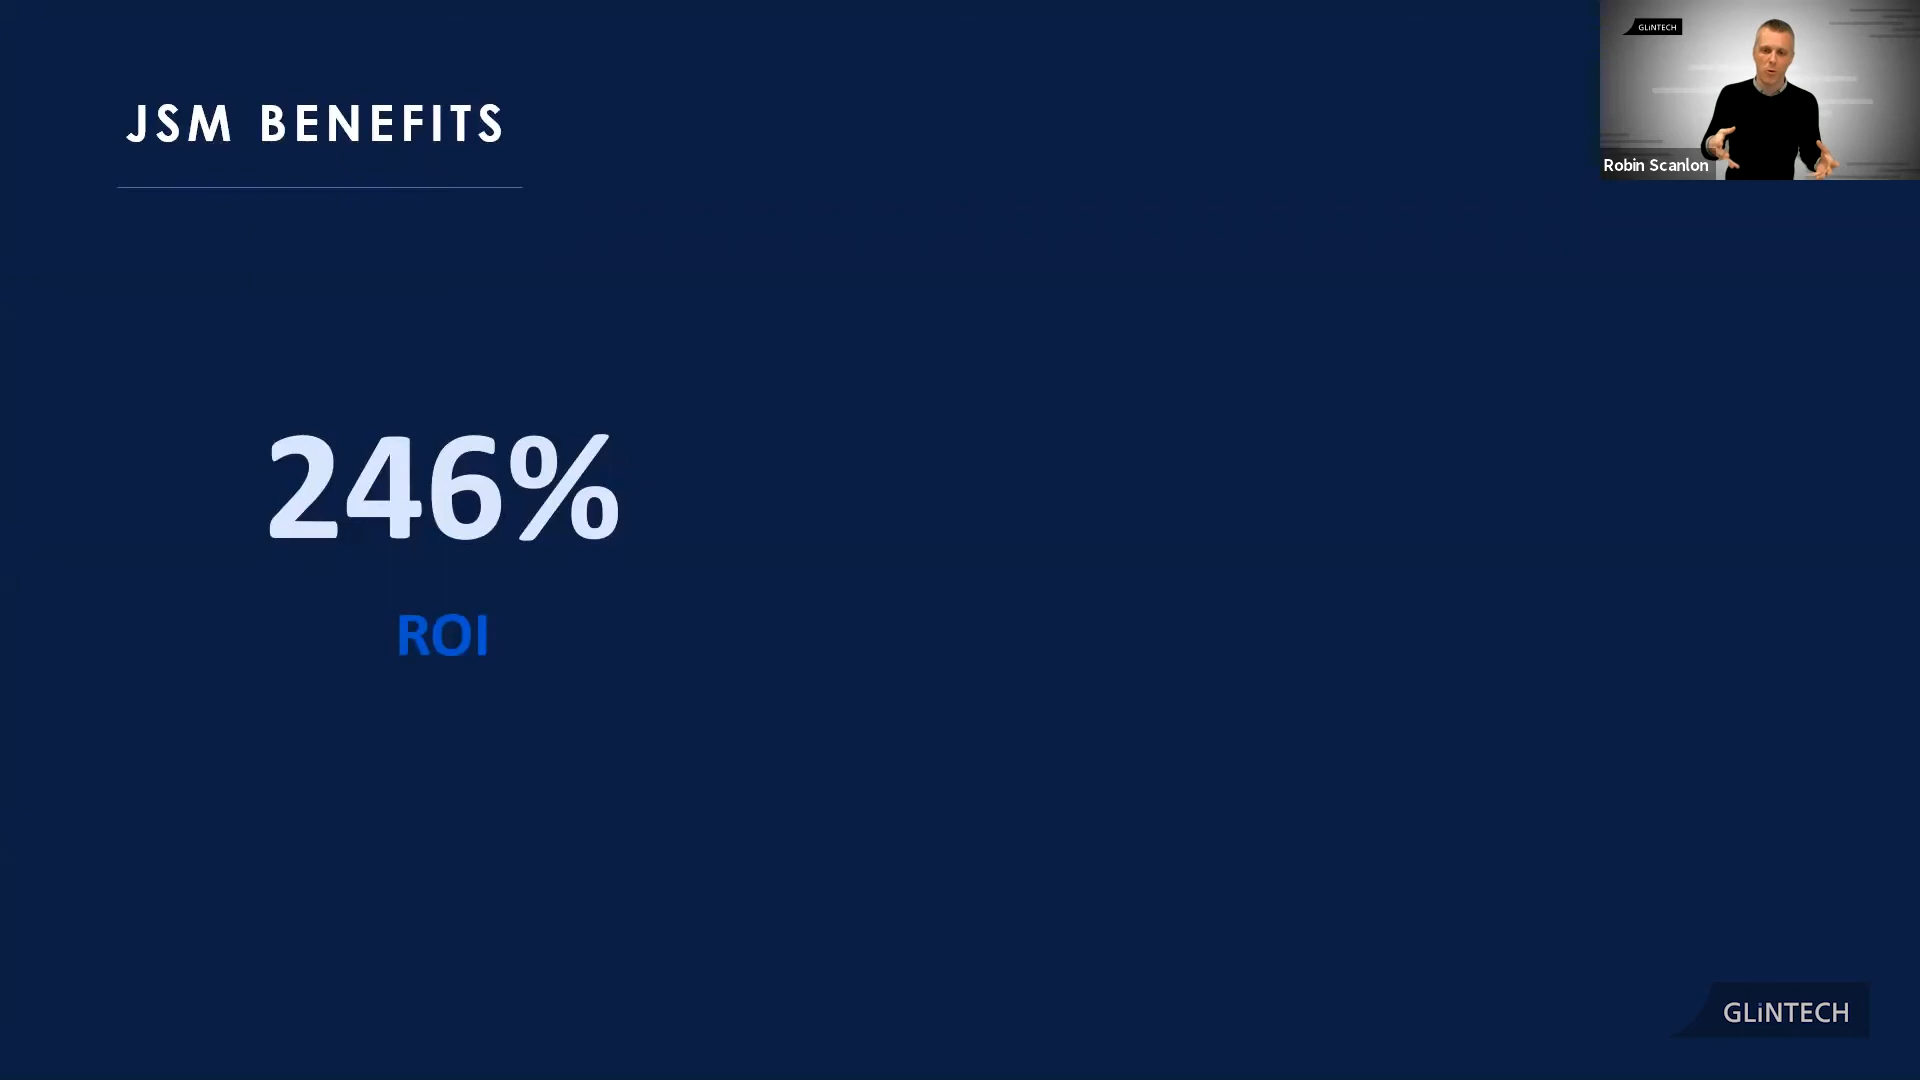 JSM BENEFITS
GLiNTECH
Robin Scanlon
246%
ROI
GLiNTECH